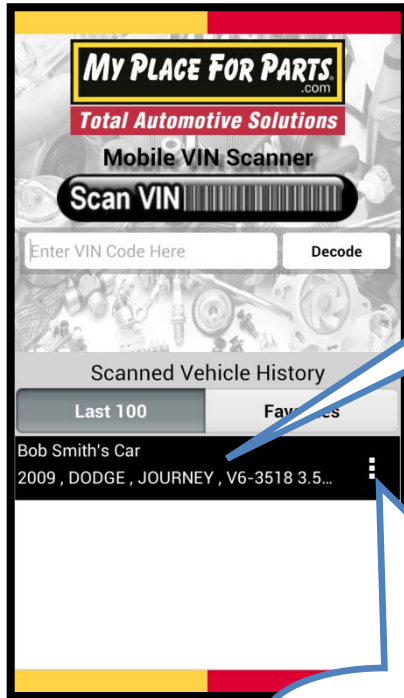 MY PLACE FOR PARTS
.com
Total Automotive Solutions
Mobile VIN Scanner
Scan VIN
Enter VIN Code Here
Decode
Scanned Vehicle History
Last 100
Bob Smith's Car
2009 , DODGE , JOURNEY , V6-3518 3.5...